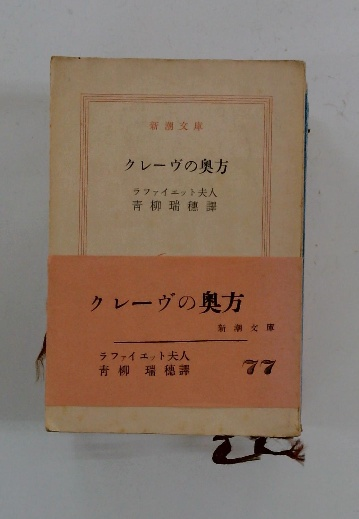 新潮文庫
クレーヴの奥方
ラファイエット夫人
青柳瑞穂譯
クレーヴの奥方
新潮文庫
ラファイエット夫人
青柳 瑞穂譯
77